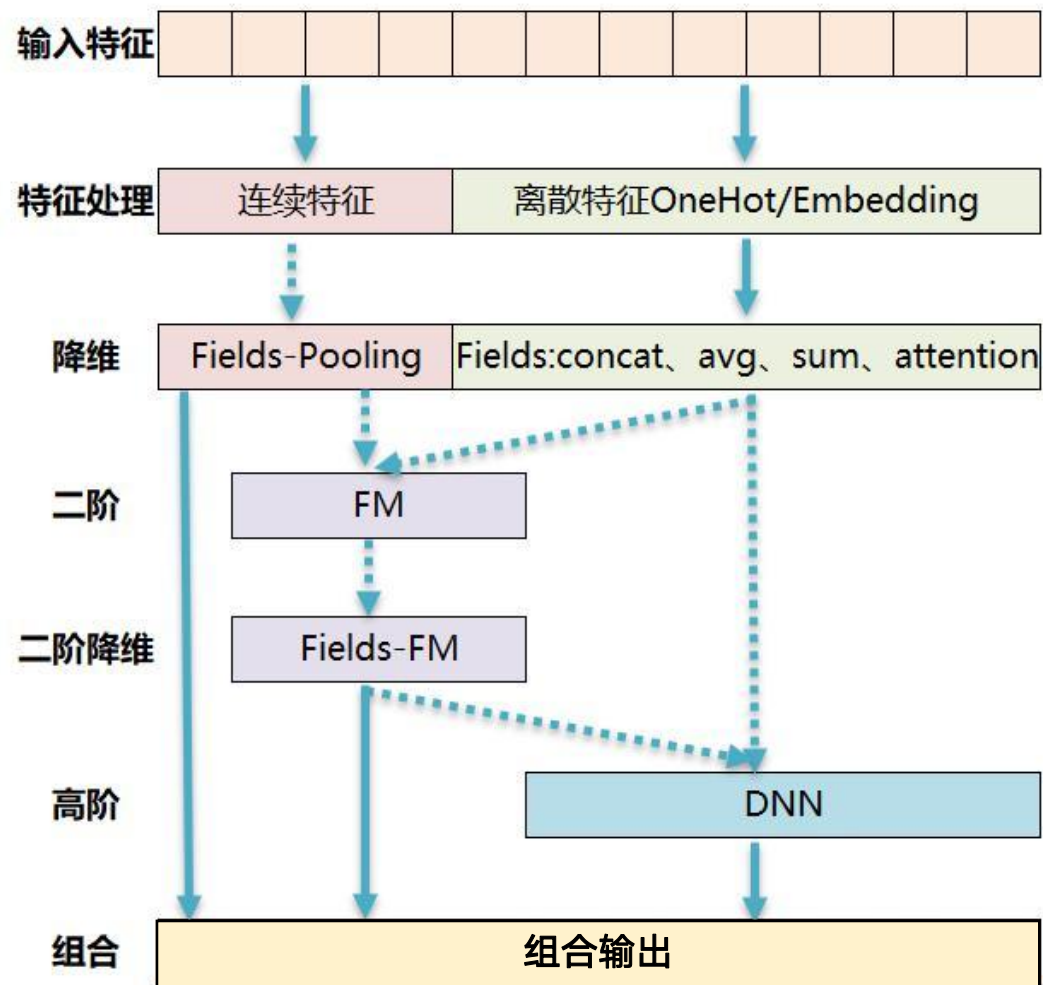 输入特征
特征处理
连续特征
离散特征OneHot/Embedding
降维
Fields-Pooling
Fields:concat、avg、sum、attention
二阶
FM
二阶降维
Fields-FM
高阶
DNN
组合
组合输出